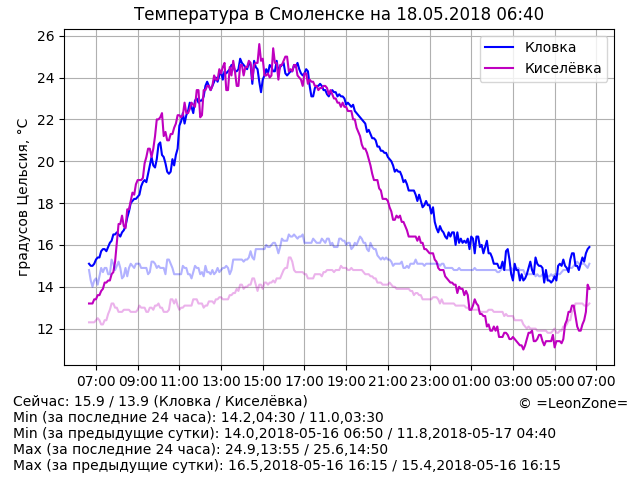 Температура в Смоленске на 18.05.2018 06:40
градусов Цельсия, °C
26
24
22
20
18
16
14
12
Кловка
Киселёвка
07:00 09:00 11:00 13:00 15:00 17:00 19:00 21:00 23:00 01:00 03:00 05:00 07:00
Сейчас: 15.9 / 13.9 (Кловка / Киселёвка)
© =LeonZone=
Min (за последние 24 часа): 14.2,04:30 / 11.0,03:30
Min (за предыдущие сутки): 14.0,2018-05-16 06:50 / 11.8,2018-05-17 04:40
Max (за последние 24 часа): 24.9,13:55 / 25.6,14:50
Max (за предыдущие сутки): 16.5,2018-05-16 16:15 / 15.4,2018-05-16 16:15